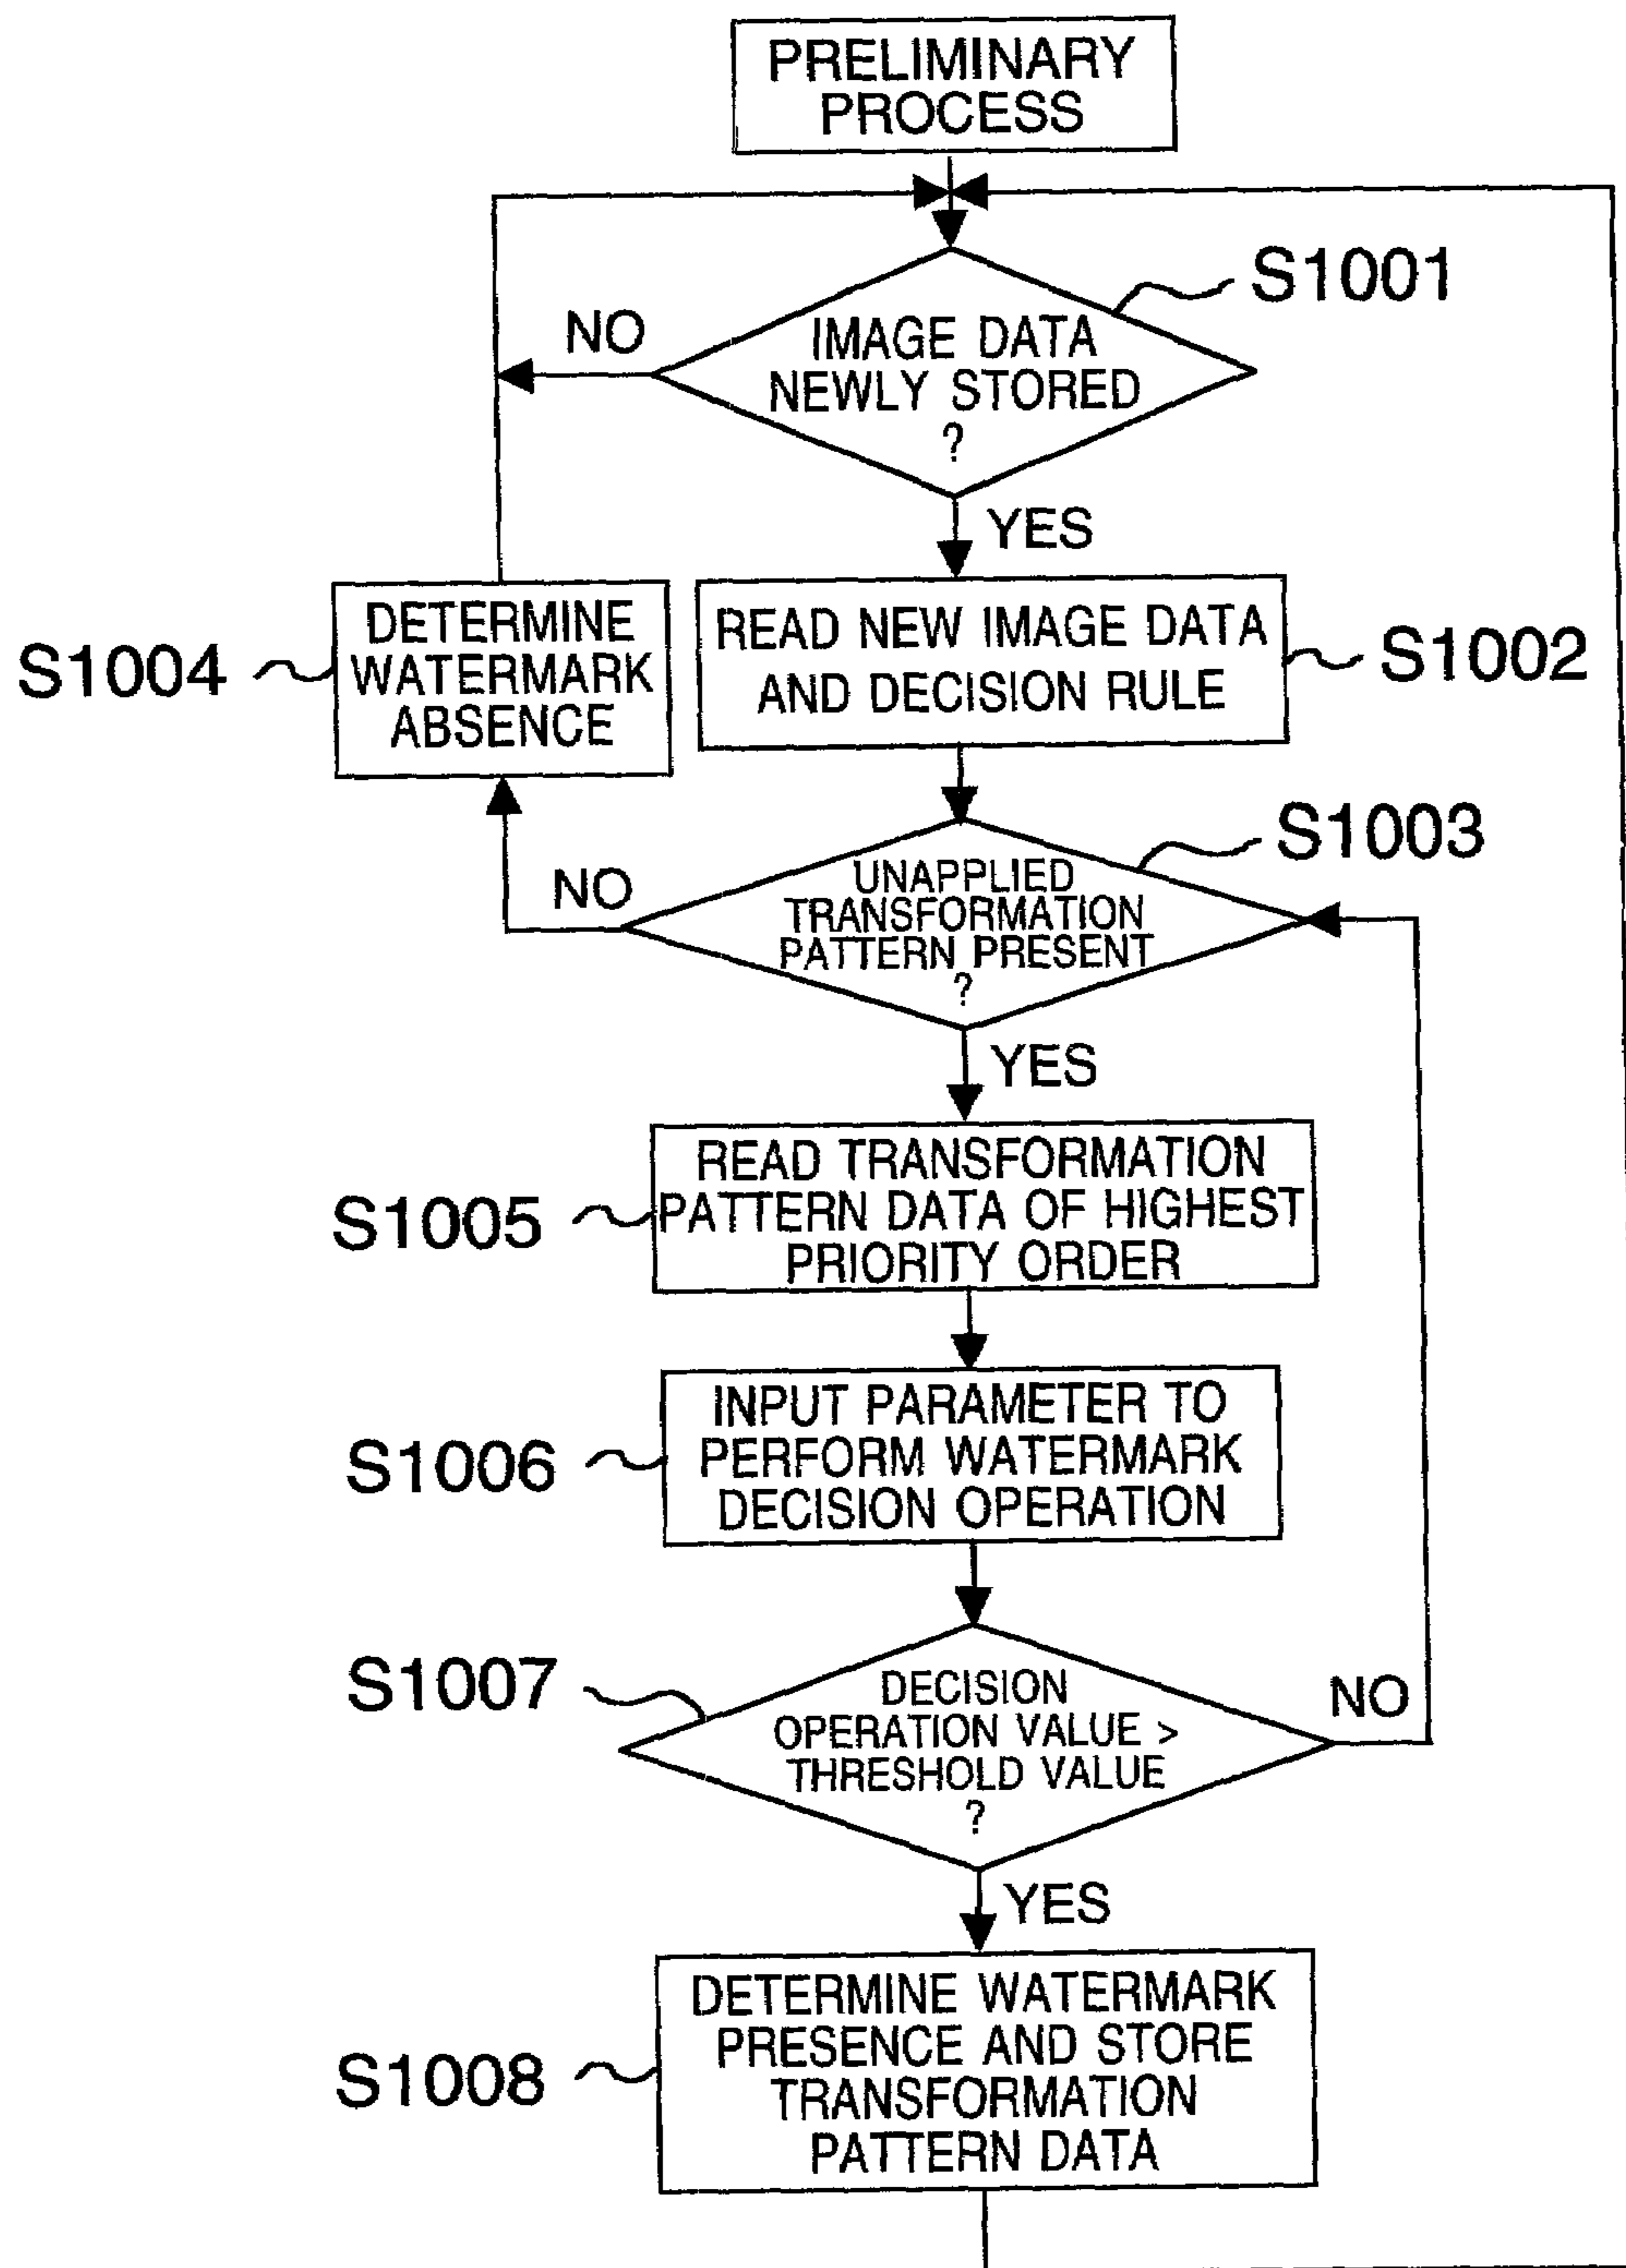 PRELIMINARY
PROCESS
S1001
NO
IMAGE DATA
NEWLY STORED
?
YES
S1004
DETERMINE
WATERMARK
ABSENCE
READ NEW IMAGE DATA
AND DECISION RULE
S1002
S1003
NO
UNAPPLIED
TRANSFORMATION
PATTERN PRESENT
?
YES
S1005
READ TRANSFORMATION
PATTERN DATA OF HIGHEST
PRIORITY ORDER
S1006
INPUT PARAMETER TO
PERFORM WATERMARK
DECISION OPERATION
S1007
DECISION
OPERATION VALUE >
THRESHOLD VALUE
?
NO
YES
S1008
DETERMINE WATERMARK
PRESENCE AND STORE
TRANSFORMATION
PATTERN DATA